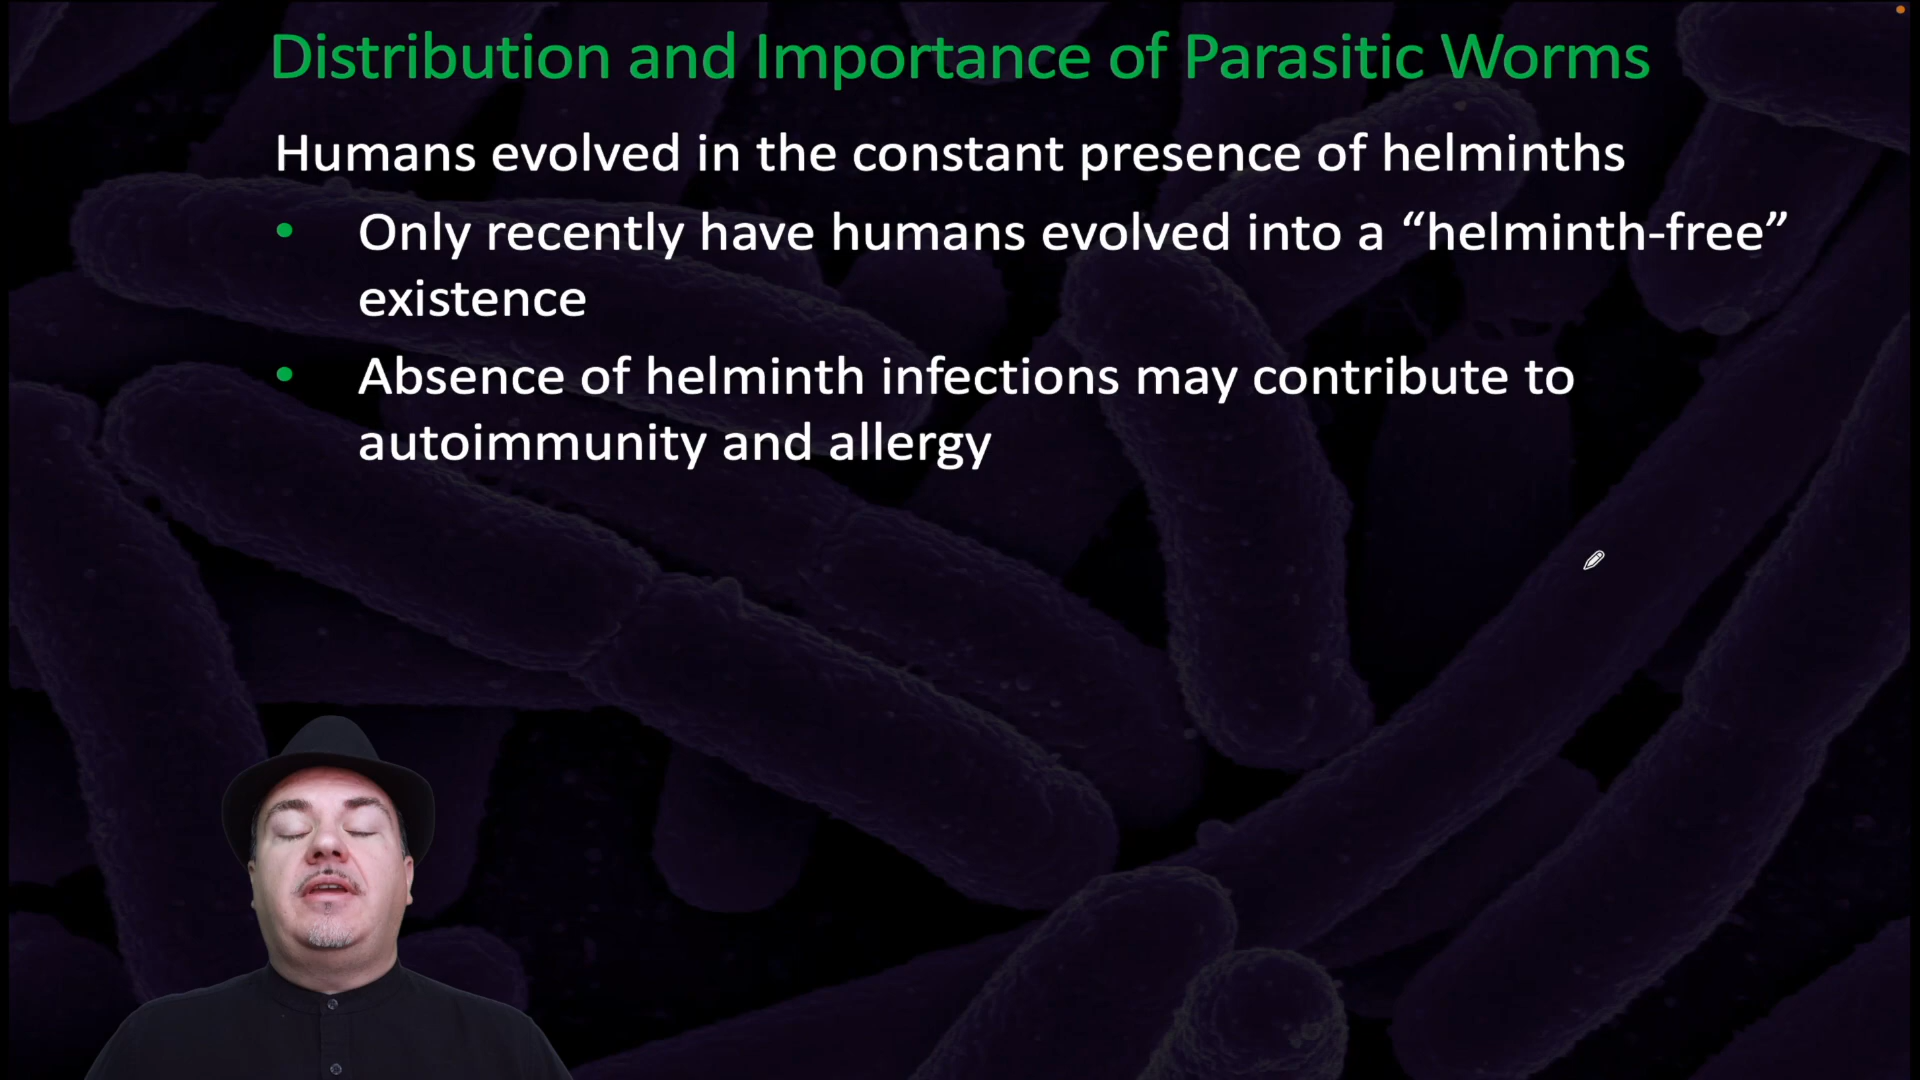 Distribution and Importance of Parasitic Worms
Humans evolved in the constant presence of helminths
• Only recently have humans evolved into a “helminth-free”
existence
• Absence of helminth infections may contribute to
autoimmunity and allergy